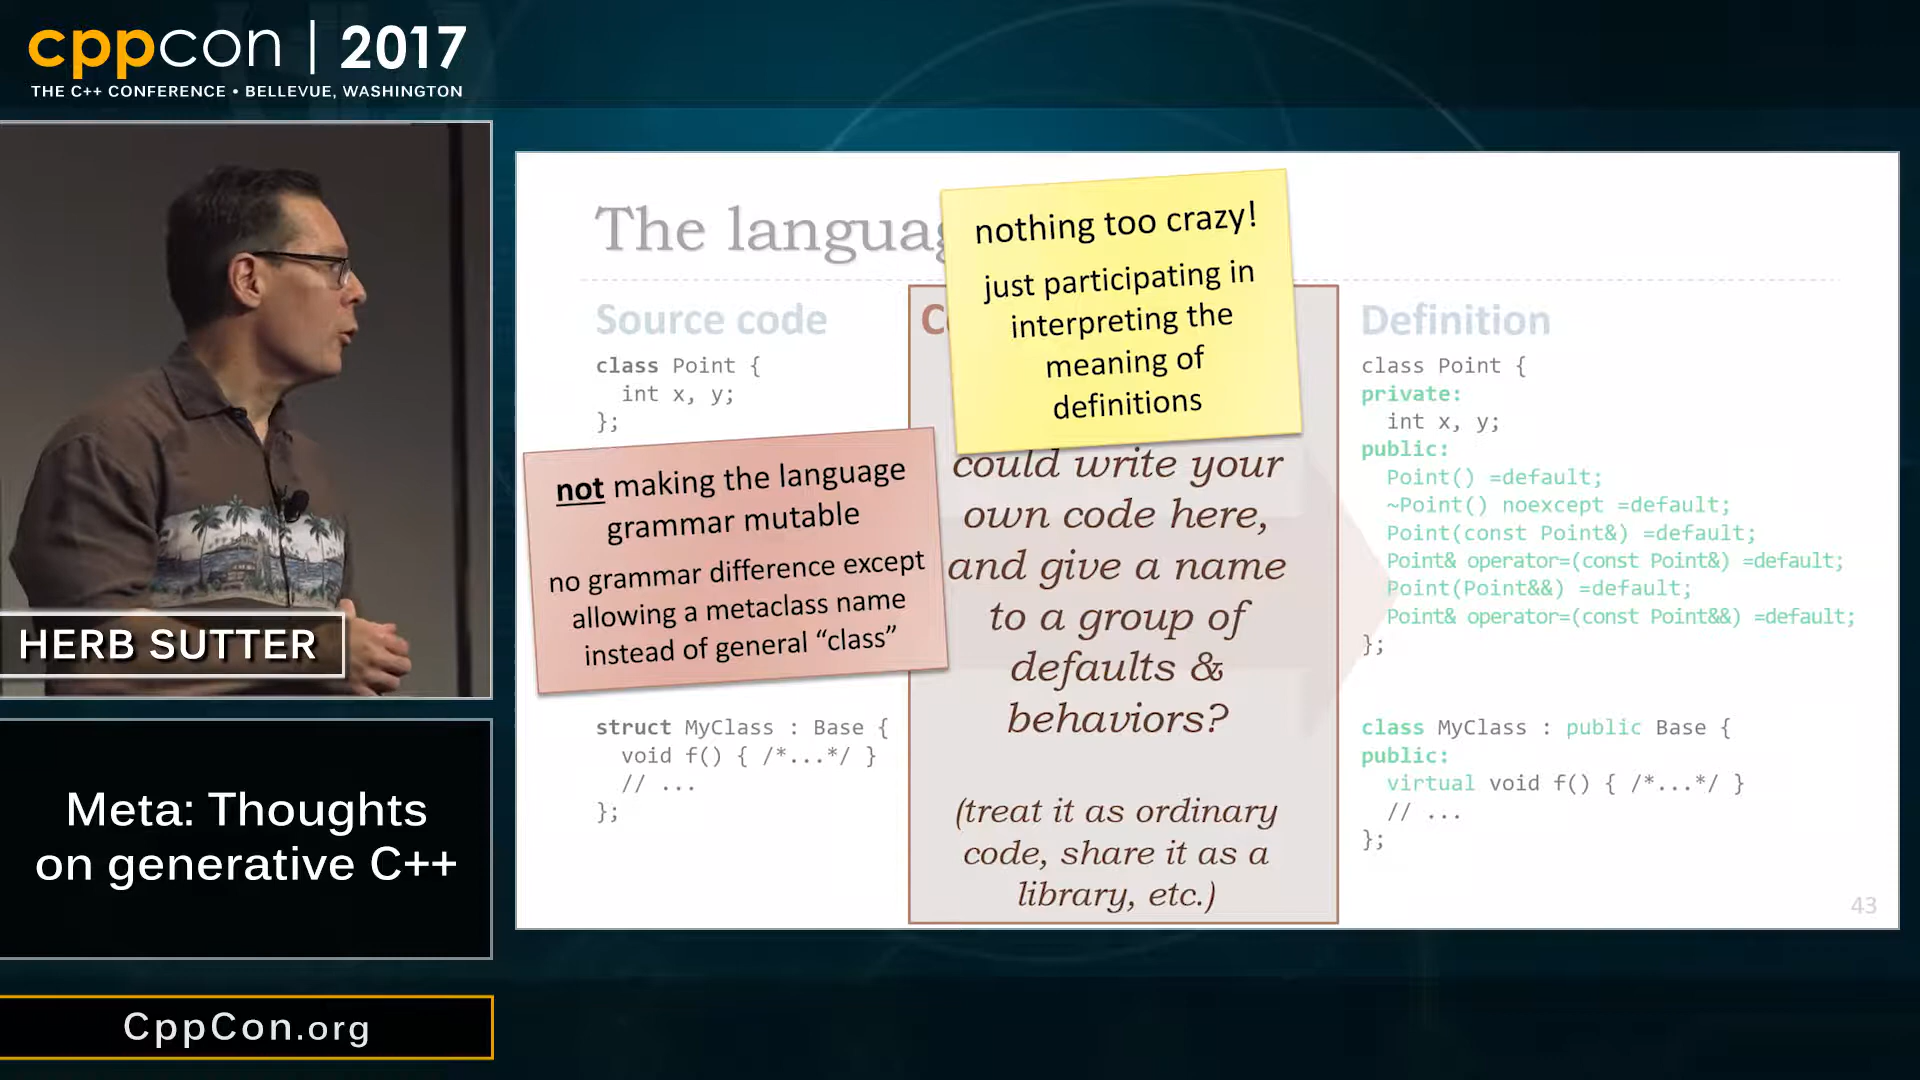 cppcon | 2017
THE C++ CONFERENCE • BELLEVUE, WASHINGTON
HERB SUTTER
Meta: Thoughts
on generative C++
CppCon.org
The languag
nothing too crazy!
just participating in
interpreting the
meaning of
definitions
Source code
class Point {
int x, y;
};
not making the language
grammar mutable
no grammar difference except
allowing a metaclass name
instead of general “class”
struct MyClass : Base {
void f() { /*...*/ }
// ...
};
could write your
own code here,
and give a name
to a group of
defaults &
behaviors?
(treat it as ordinary
code, share it as a
library, etc.)
Definition
class Point {
private:
int x, y;
public:
Point() =default;
~Point() noexcept =default;
Point(const Point&) =default;
Point& operator=(const Point&) =default;
Point(Point&&) =default;
Point& operator=(const Point&&) =default;
};
class MyClass : public Base {
public:
virtual void f() { /*...*/ }
// ...
};
43